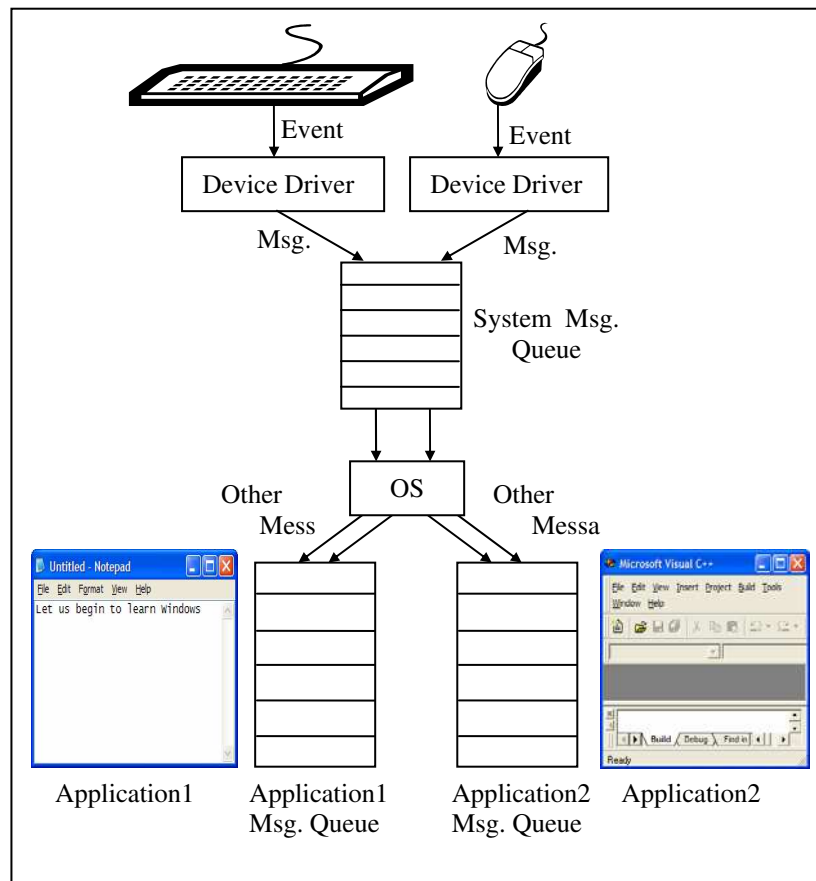 Event
Event
Device Driver
Device Driver
Msg.
Msg.
System Msg.
Queue
OS
Other
Mess
Other
Messa
Untitled - Notepad
File Edit Format View Help
Let us begin to learn Windows
Microsoft Visual C++
File Edit View Insert Project Build Tools
Window Help
Build Debug Find in
Ready
Application1
Application1
Msg. Queue
Application2
Msg. Queue
Application2